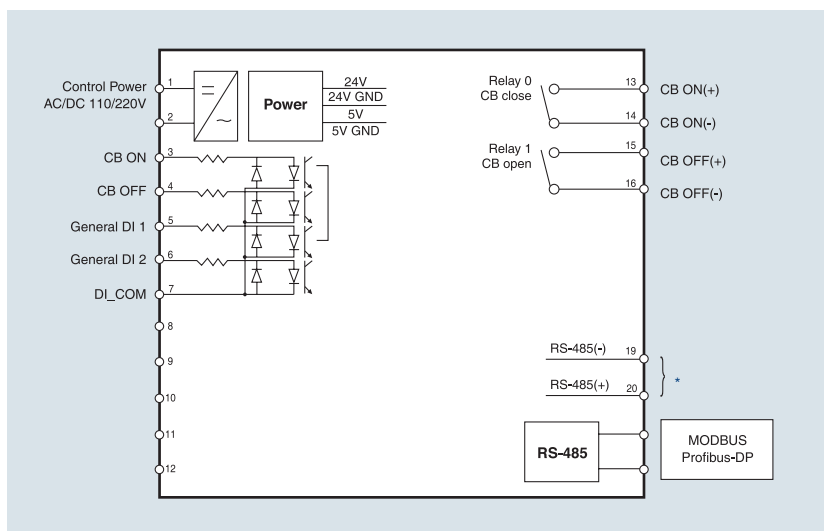 Control Power
AC/DC 110/220V
1
2
Power
24V
24V GND
5V
5V GND
CB ON
3
CB OFF
4
General DI 1
5
General DI 2
6
DI_COM
7
8
9
10
11
12
Relay 0
CB close
13
CB ON(+)
14
CB ON(-)
Relay 1
CB open
15
CB OFF(+)
16
CB OFF(-)
RS-485(-)
19
RS-485(+)
20
*
RS-485
MODBUS
Profibus-DP